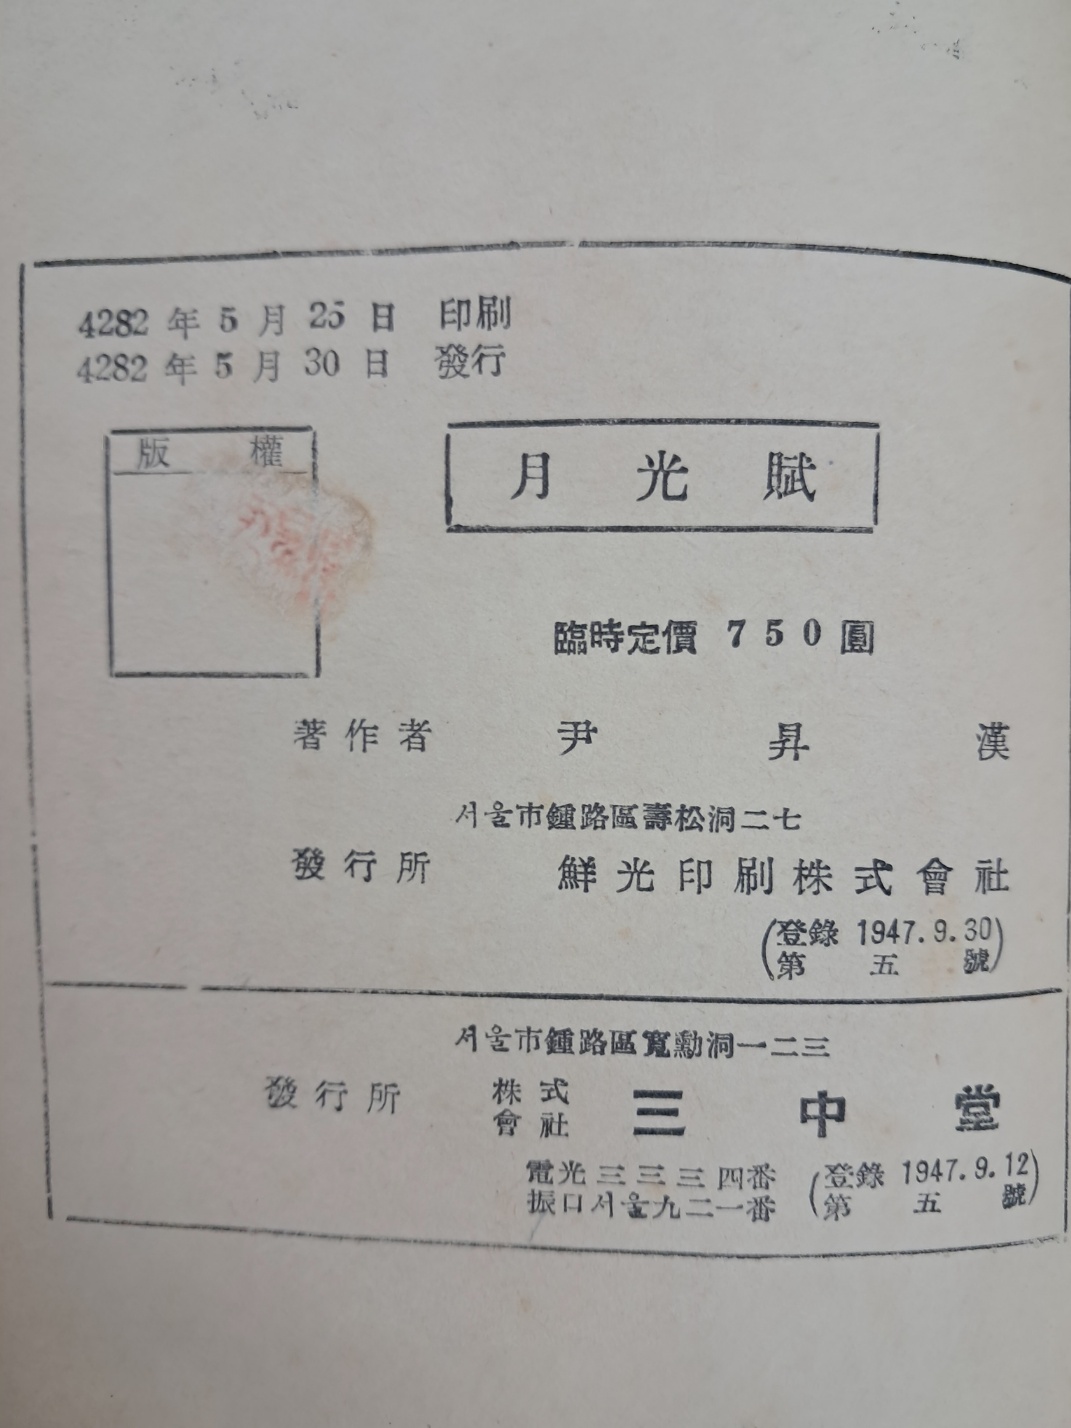 4282年5月25日 印刷
4282年5月30日 發行
版權
月光賦
臨時定價 750圓
著作者 尹昇漢
서울市鍾路區壽松洞二七
發行所 鮮光印刷株式會社
(登錄 1947.9.30
第五號)
서울市鍾路區寬勳洞一二三
發行所 株式會社 三中堂
電光三三三四番 (登錄 1947.9.12
振口서울九二一番 第五號)